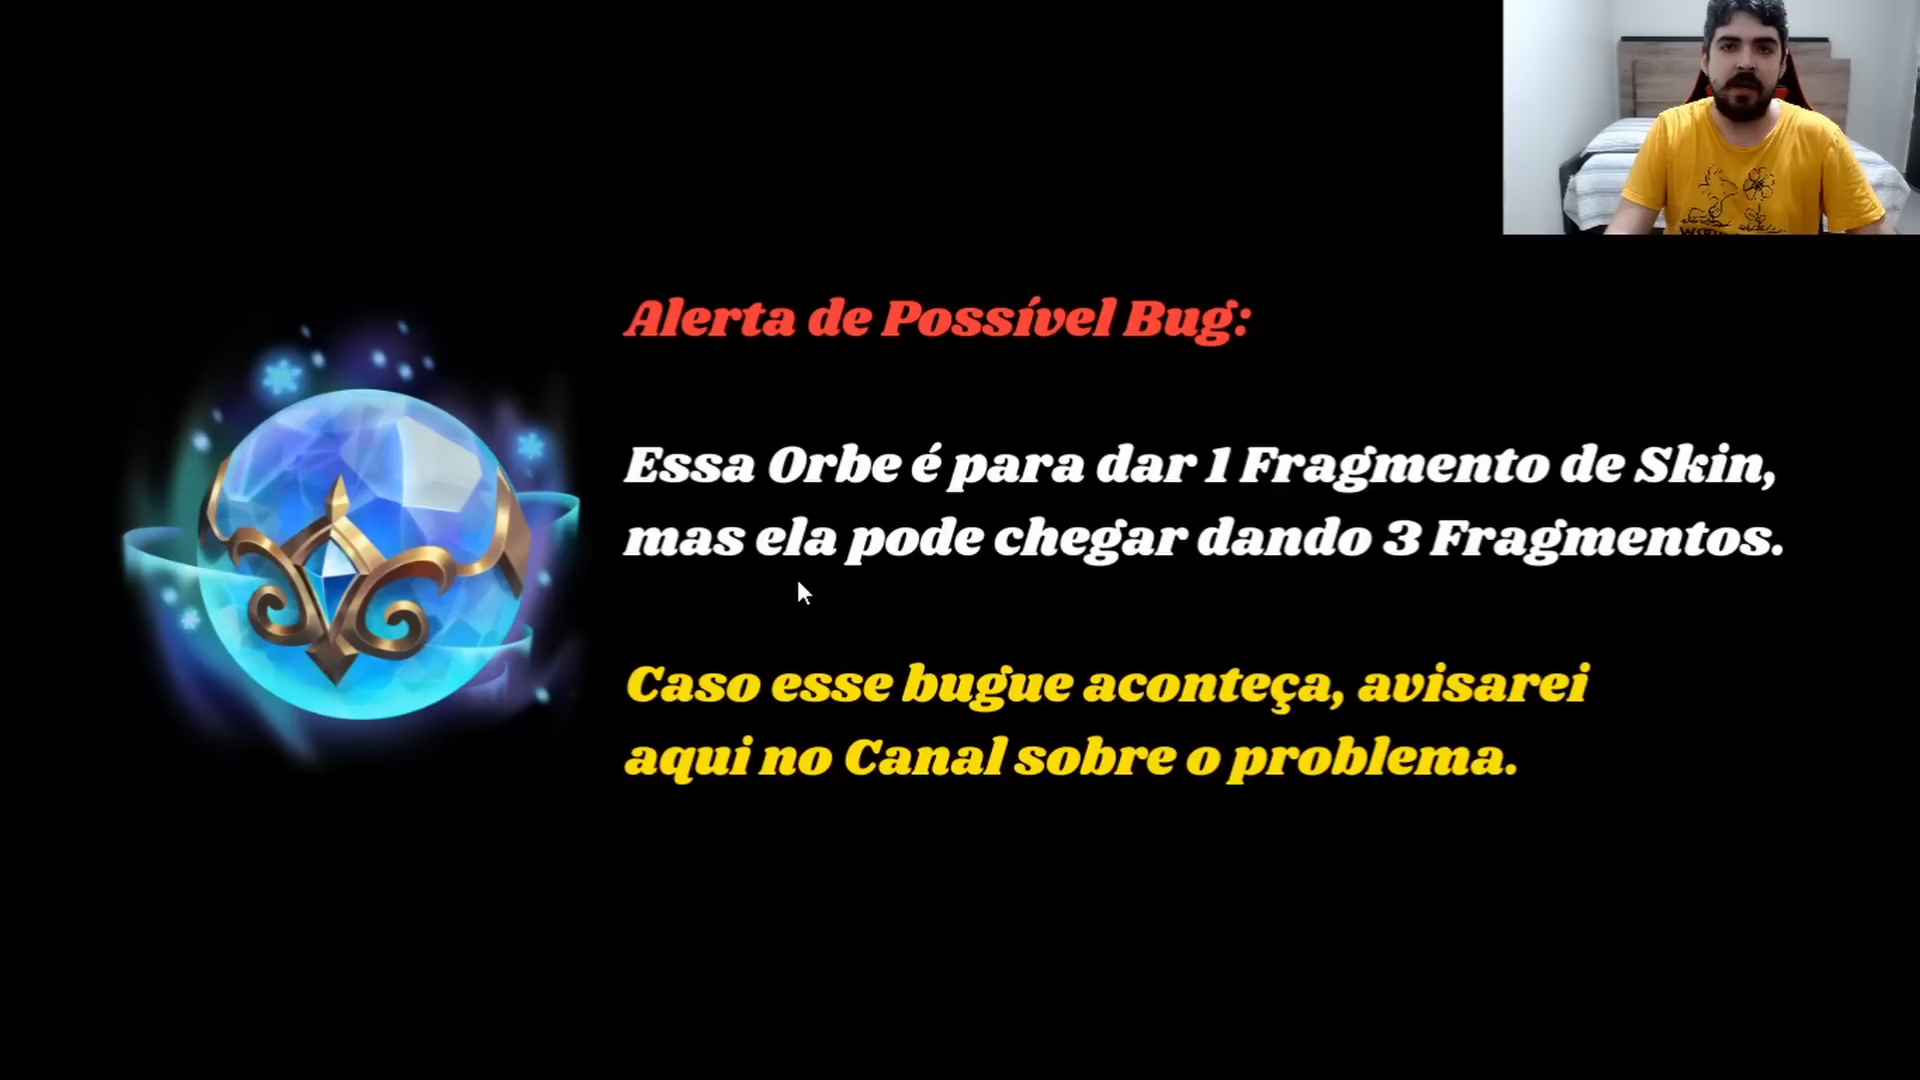 Alerta de Possível Bug:
Essa Orbe é para dar 1 Fragmento de Skin,
mas ela pode chegar dando 3 Fragmentos.
Caso esse bugue aconteça, avisarei
aqui no Canal sobre o problema.